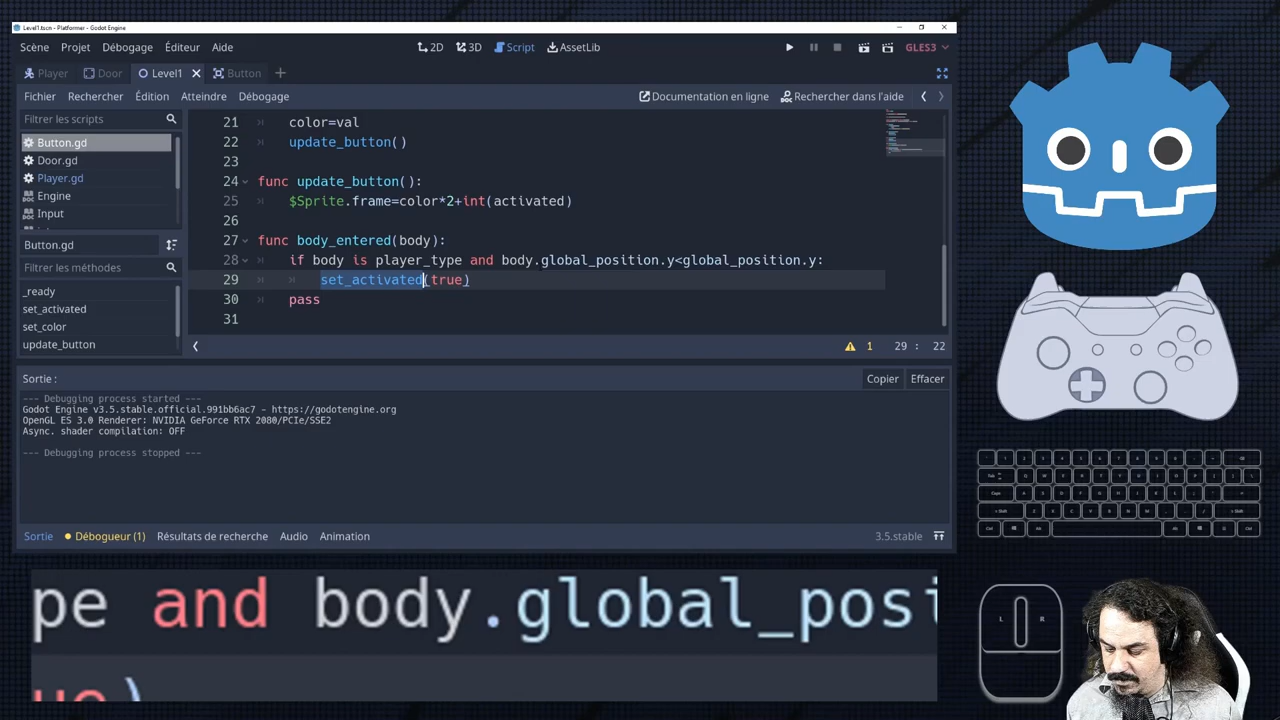 Level1.tscn - Platformer - Godot Engine
Scène Projet Débogage Éditeur Aide 2D 3D Script AssetLib GLES3
Player Door Level1 Button
Fichier Rechercher Édition Atteindre Débogage Documentation en ligne Rechercher dans l'aide
Filtrer les scripts
Button.gd
Door.gd
Player.gd
Engine
Input
Button.gd
Filtrer les méthodes
_ready
set_activated
set_color
update_button
21 color=val
22 update_button()
23
24 func update_button():
25 $Sprite.frame=color*2+int(activated)
26
27 func body_entered(body):
28 if body is player_type and body.global_position.y<global_position.y:
29 set_activated(true)
30 pass
31
1 29 : 22
Sortie : Copier Effacer
--- Debugging process started ---
Godot Engine v3.5.stable.official.991bb6ac7 - https://godotengine.org
OpenGL ES 3.0 Renderer: NVIDIA GeForce RTX 2080/PCIe/SSE2
Async. shader compilation: OFF
--- Debugging process stopped ---
Sortie Débogueur (1) Résultats de recherche Audio Animation 3.5.stable
pe and body.global_posi
L R